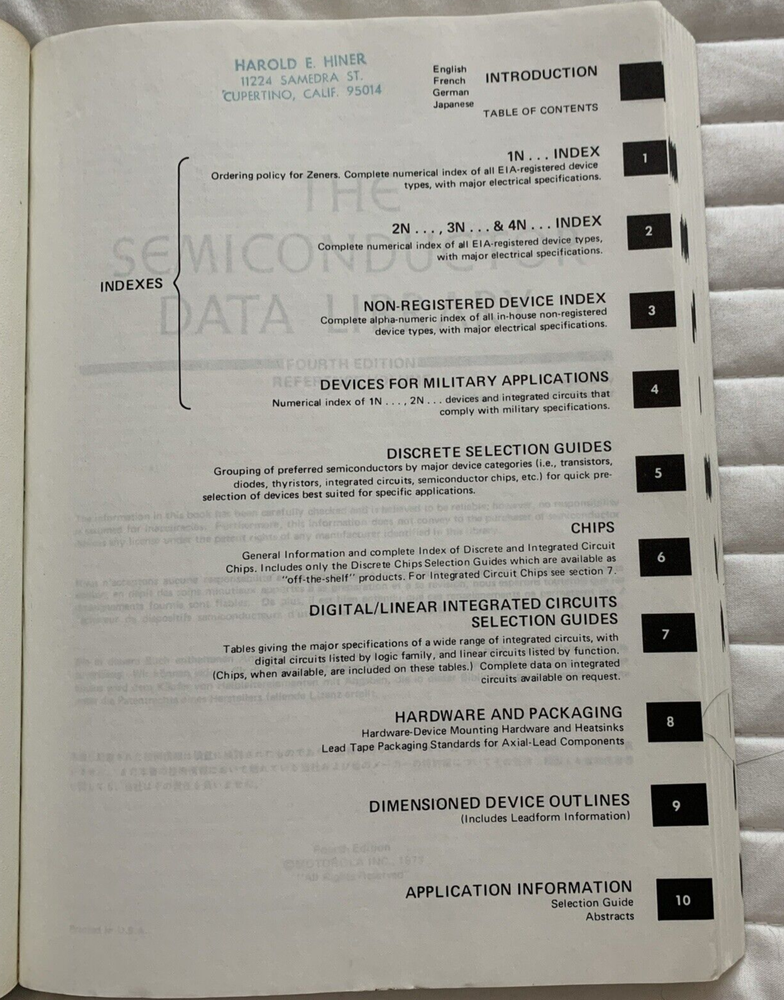 HAROLD E. HINER
11224 SAMEDRA ST.
CUPERTINO, CALIF. 95014
English
French
German
Japanese
INTRODUCTION
TABLE OF CONTENTS
1N . . . INDEX
Ordering policy for Zeners. Complete numerical index of all EIA-registered device
types, with major electrical specifications.
1
2N . . . , 3N . . . & 4N . . . INDEX
Complete numerical index of all EIA-registered device types,
with major electrical specifications.
2
INDEXES
NON-REGISTERED DEVICE INDEX
Complete alpha-numeric index of all in-house non-registered
device types, with major electrical specifications.
3
DEVICES FOR MILITARY APPLICATIONS
Numerical index of 1N . . . , 2N . . . devices and integrated circuits that
comply with military specifications.
4
DISCRETE SELECTION GUIDES
Grouping of preferred semiconductors by major device categories (i.e., transistors,
diodes, thyristors, integrated circuits, semiconductor chips, etc.) for quick pre-
selection of devices best suited for specific applications.
5
CHIPS
General Information and complete Index of Discrete and Integrated Circuit
Chips. Includes only the Discrete Chips Selection Guides which are available as
"off-the-shelf" products. For Integrated Circuit Chips see section 7.
6
DIGITAL/LINEAR INTEGRATED CIRCUITS
SELECTION GUIDES
Tables giving the major specifications of a wide range of integrated circuits, with
digital circuits listed by logic family, and linear circuits listed by function.
(Chips, when available, are included on these tables.) Complete data on integrated
circuits available on request.
7
HARDWARE AND PACKAGING
Hardware-Device Mounting Hardware and Heatsinks
Lead Tape Packaging Standards for Axial-Lead Components
8
DIMENSIONED DEVICE OUTLINES
(Includes Leadform Information)
9
APPLICATION INFORMATION
Selection Guide
Abstracts
10
THE
SEMICONDUCTOR
DATA LIBRARY
FOURTH EDITION